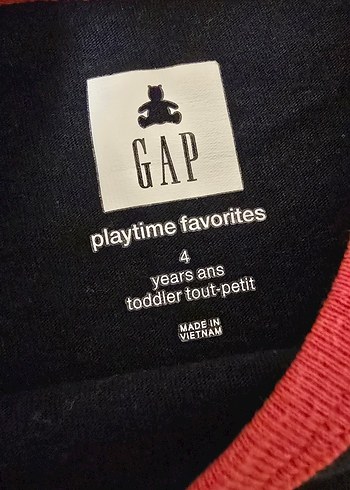 GAP
playtime favorites
4
years ans
toddler tout-petit
MADE IN
VIETNAM